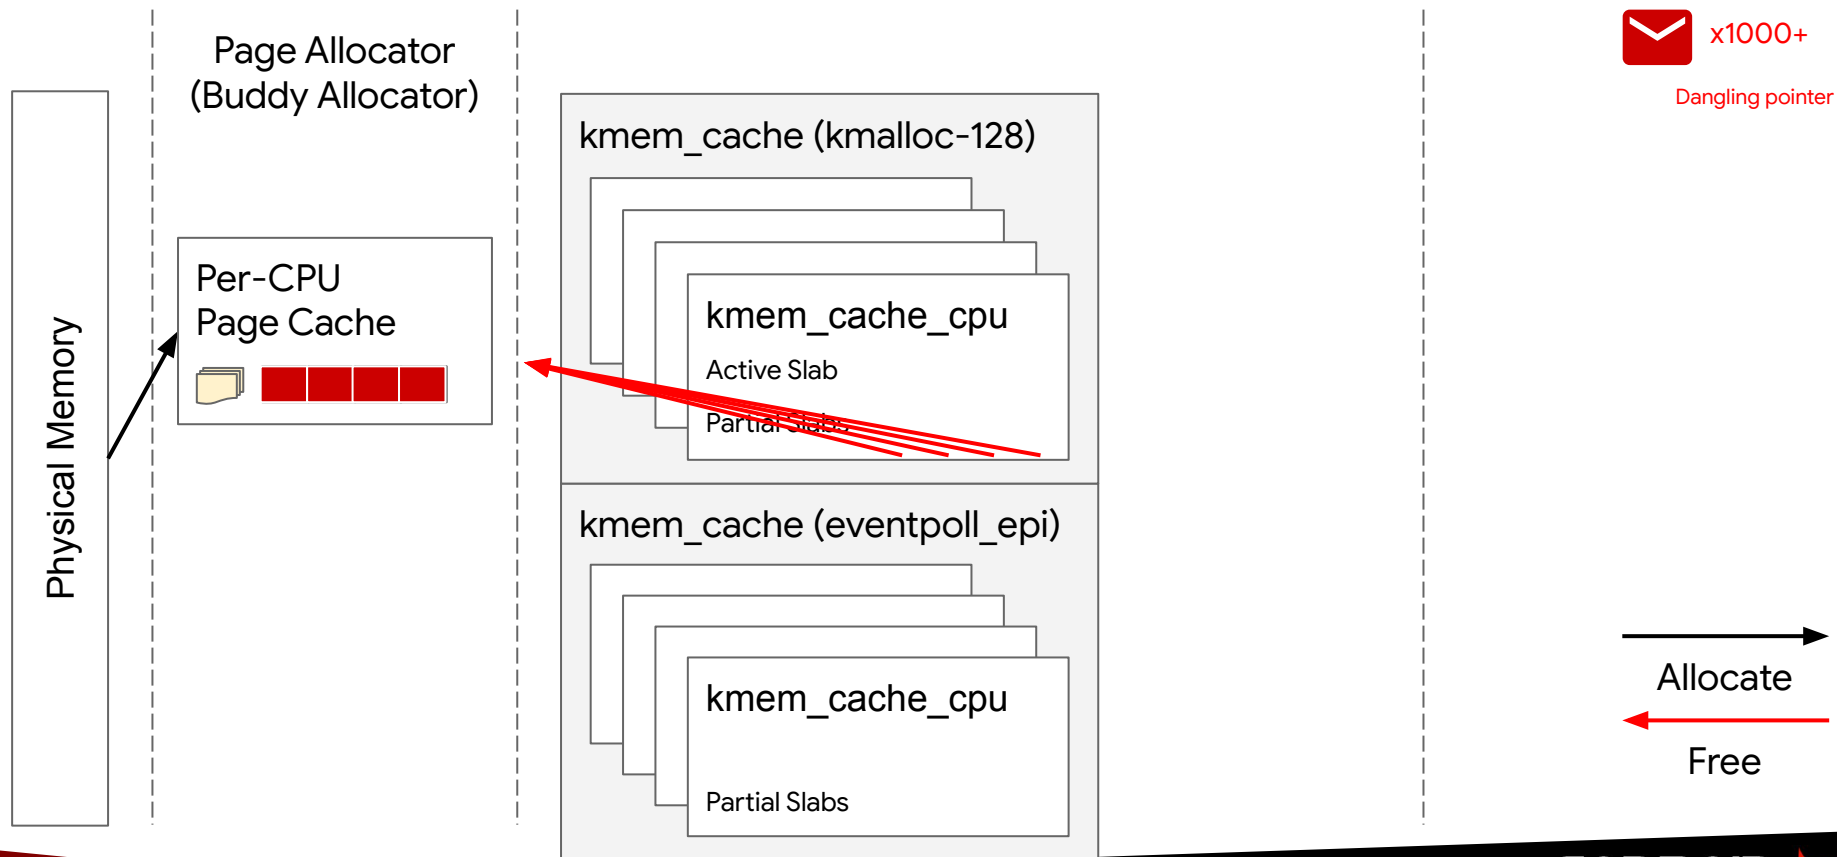 Page Allocator
(Buddy Allocator)
x1000+
Dangling pointer
Physical Memory
Per-CPU
Page Cache
kmem_cache (kmalloc-128)
kmem_cache_cpu
Active Slab
Partial Slabs
kmem_cache (eventpoll_epi)
kmem_cache_cpu
Partial Slabs
Allocate
Free